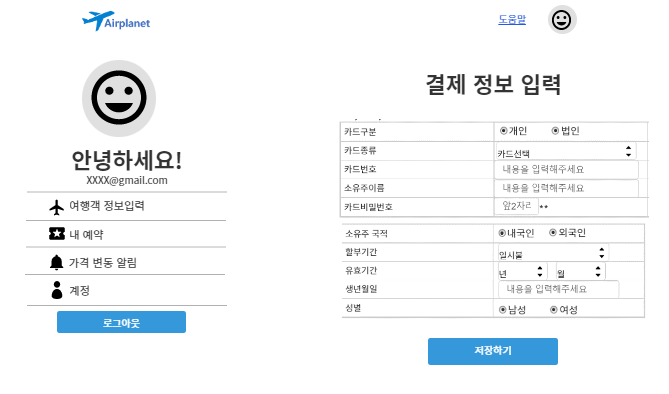 Airplanet
도움말
안녕하세요!
XXXX@gmail.com
여행객 정보입력
내 예약
가격 변동 알림
계정
로그아웃
결제 정보 입력
카드구분 개인 법인
카드종류 카드선택
카드번호 내용을 입력해주세요
소유주이름 내용을 입력해주세요
카드비밀번호 앞2자리 **
소유주 국적 내국인 외국인
할부기간 일시불
유효기간 년 월
생년월일 내용을 입력해주세요
성별 남성 여성
저장하기